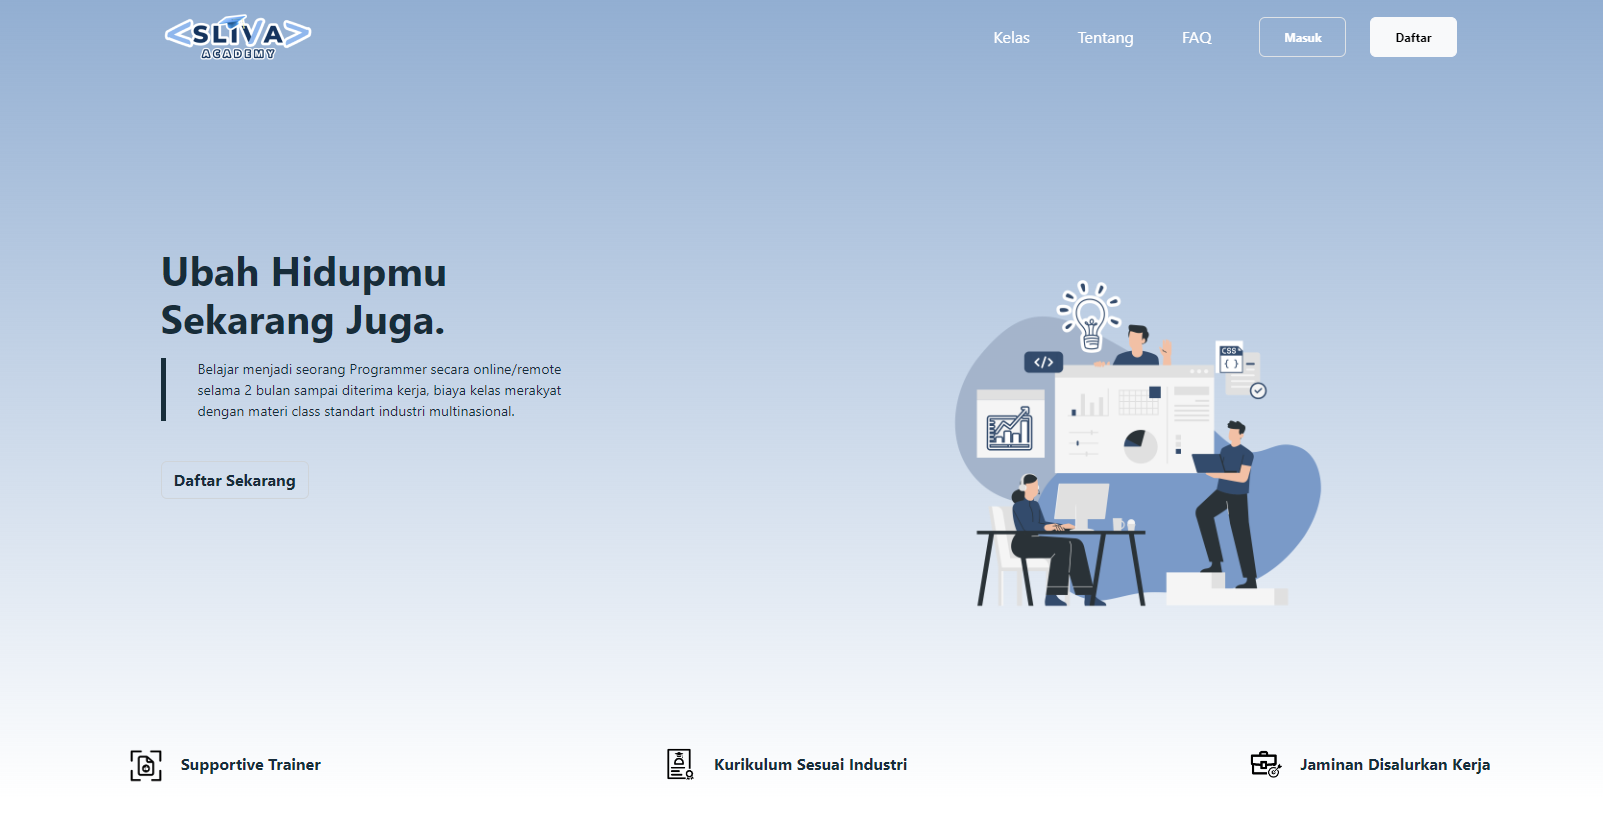 SLIVA
ACADEMY
Kelas
Tentang
FAQ
Masuk
Daftar
Ubah Hidupmu
Sekarang Juga.
Belajar menjadi seorang Programmer secara online/remote
selama 2 bulan sampai diterima kerja, biaya kelas merakyat
dengan materi class standart industri multinasional.
Daftar Sekarang
</>
CSS
{ }
Supportive Trainer
Kurikulum Sesuai Industri
Jaminan Disalurkan Kerja